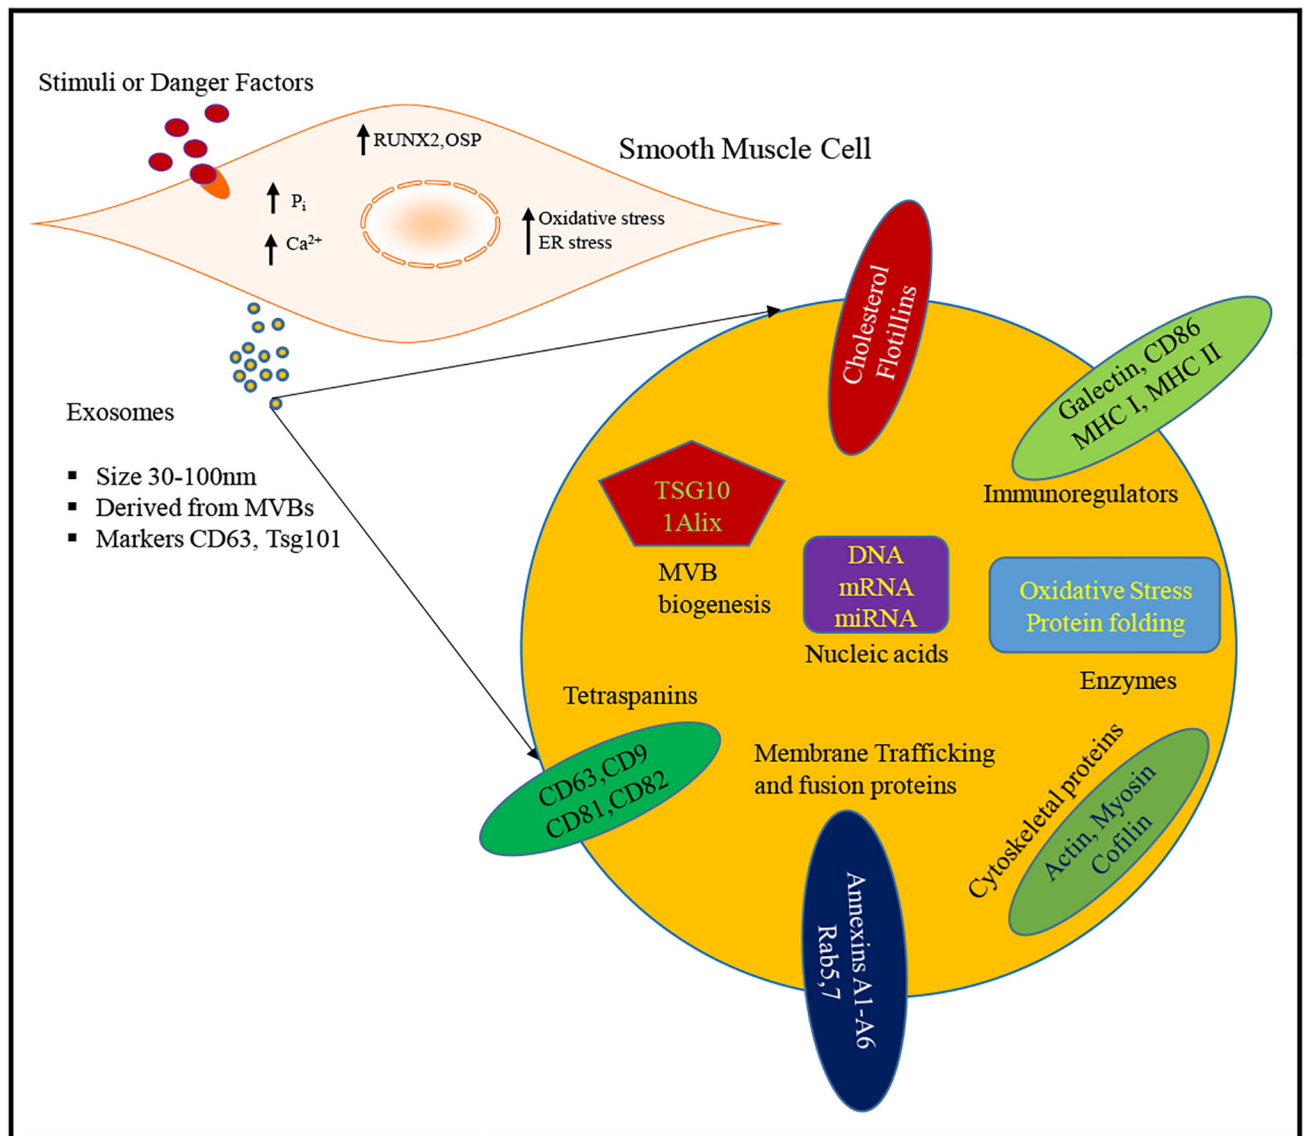 Stimuli or Danger Factors
RUNX2,OSP
Smooth Muscle Cell
Pi
Ca2+
Oxidative stress
ER stress
Exosomes
▪ Size 30-100nm
▪ Derived from MVBs
▪ Markers CD63, Tsg101
Cholesterol
Flotillins
Galectin, CD86
MHC I, MHC II
Immunoregulators
TSG10
1Alix
MVB
biogenesis
DNA
mRNA
miRNA
Nucleic acids
Oxidative Stress
Protein folding
Enzymes
Tetraspanins
CD63,CD9
CD81,CD82
Membrane Trafficking
and fusion proteins
Cytoskeletal proteins
Actin, Myosin
Cofilin
Annexins A1-A6
Rab5,7